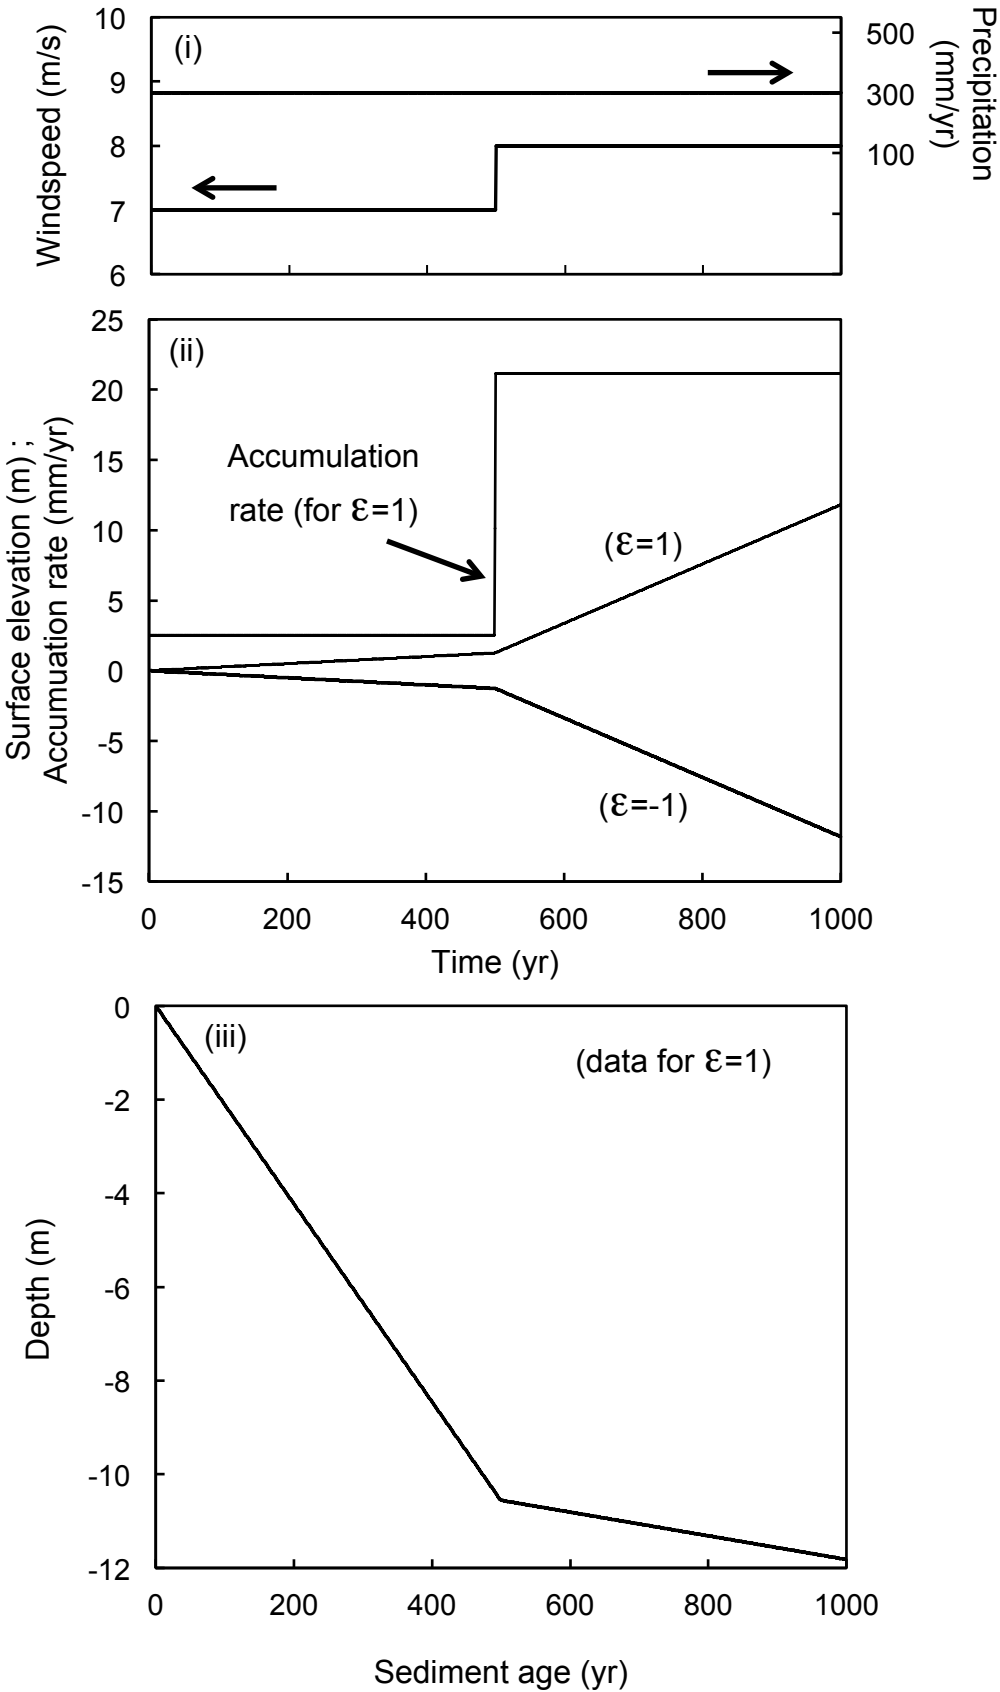 (i)
10
9
8
7
6
Windspeed (m/s)
500
300
100
Precipitation
(mm/yr)
(ii)
25
20
15
10
5
0
-5
-10
-15
Surface elevation (m) ;
Accumuation rate (mm/yr)
Accumulation
rate (for ε=1)
(ε=1)
(ε=-1)
0 200 400 600 800 1000
Time (yr)
(iii)
(data for ε=1)
0
-2
-4
-6
-8
-10
-12
Depth (m)
0 200 400 600 800 1000
Sediment age (yr)